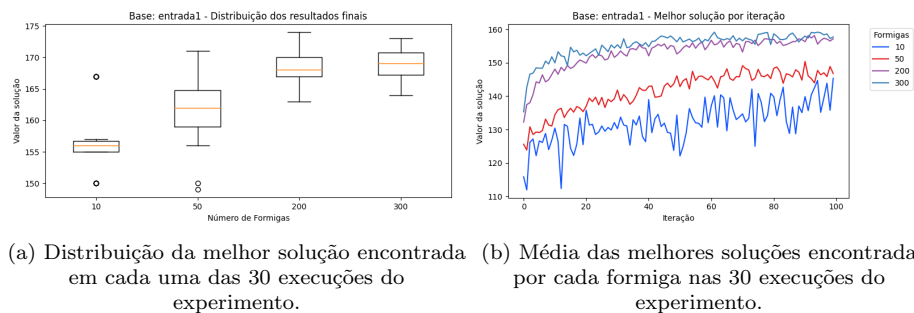 Base: entrada1 - Distribuição dos resultados finais
Valor da solução
175
170
165
160
155
150
10
50
200
300
Número de Formigas
Base: entrada1 - Melhor solução por iteração
Valor da solução
160
150
140
130
120
110
0
20
40
60
80
100
Iteração
Formigas
10
50
200
300
(a) Distribuição da melhor solução encontrada
em cada uma das 30 execuções do
experimento.
(b) Média das melhores soluções encontrada
por cada formiga nas 30 execuções do
experimento.